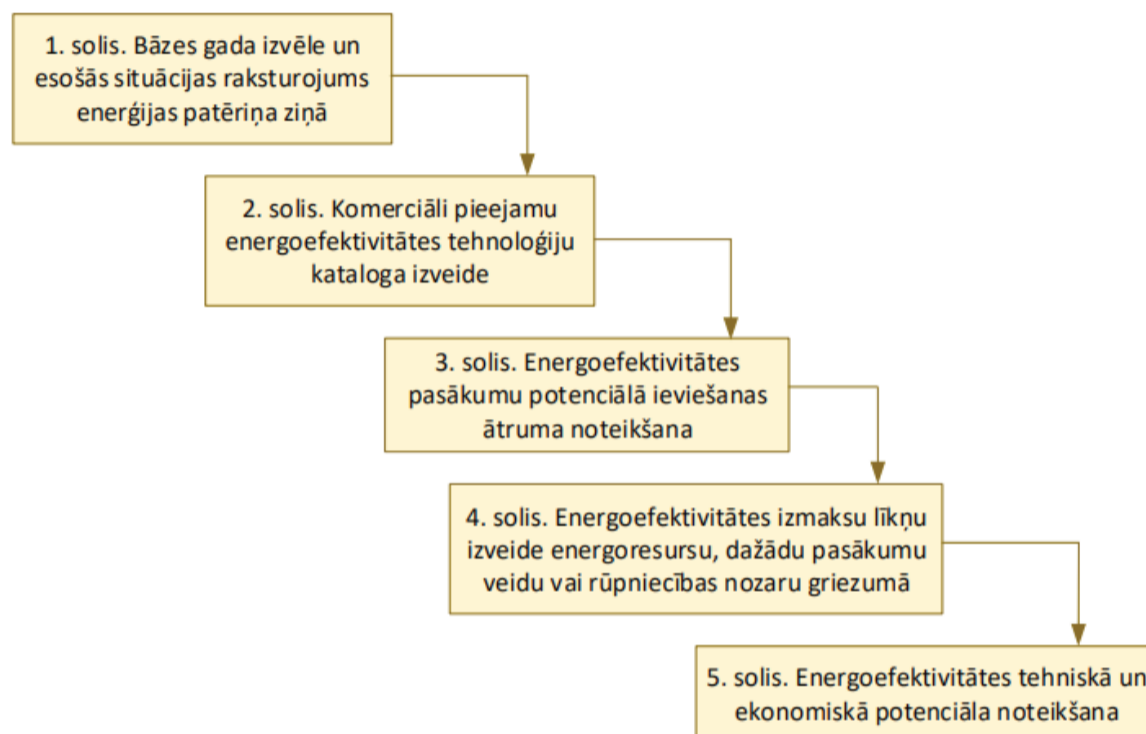 1. solis. Bāzes gada izvēle un
esošās situācijas raksturojums
enerģijas patēriņa ziņā
2. solis. Komerciāli pieejamu
energoefektivitātes tehnoloģiju
kataloga izveide
3. solis. Energoefektivitātes
pasākumu potenciālā ieviešanas
ātruma noteikšana
4. solis. Energoefektivitātes izmaksu līkņu
izveide energoresursu, dažādu pasākumu
veidu vai rūpniecības nozaru griezumā
5. solis. Energoefektivitātes tehniskā un
ekonomiskā potenciāla noteikšana